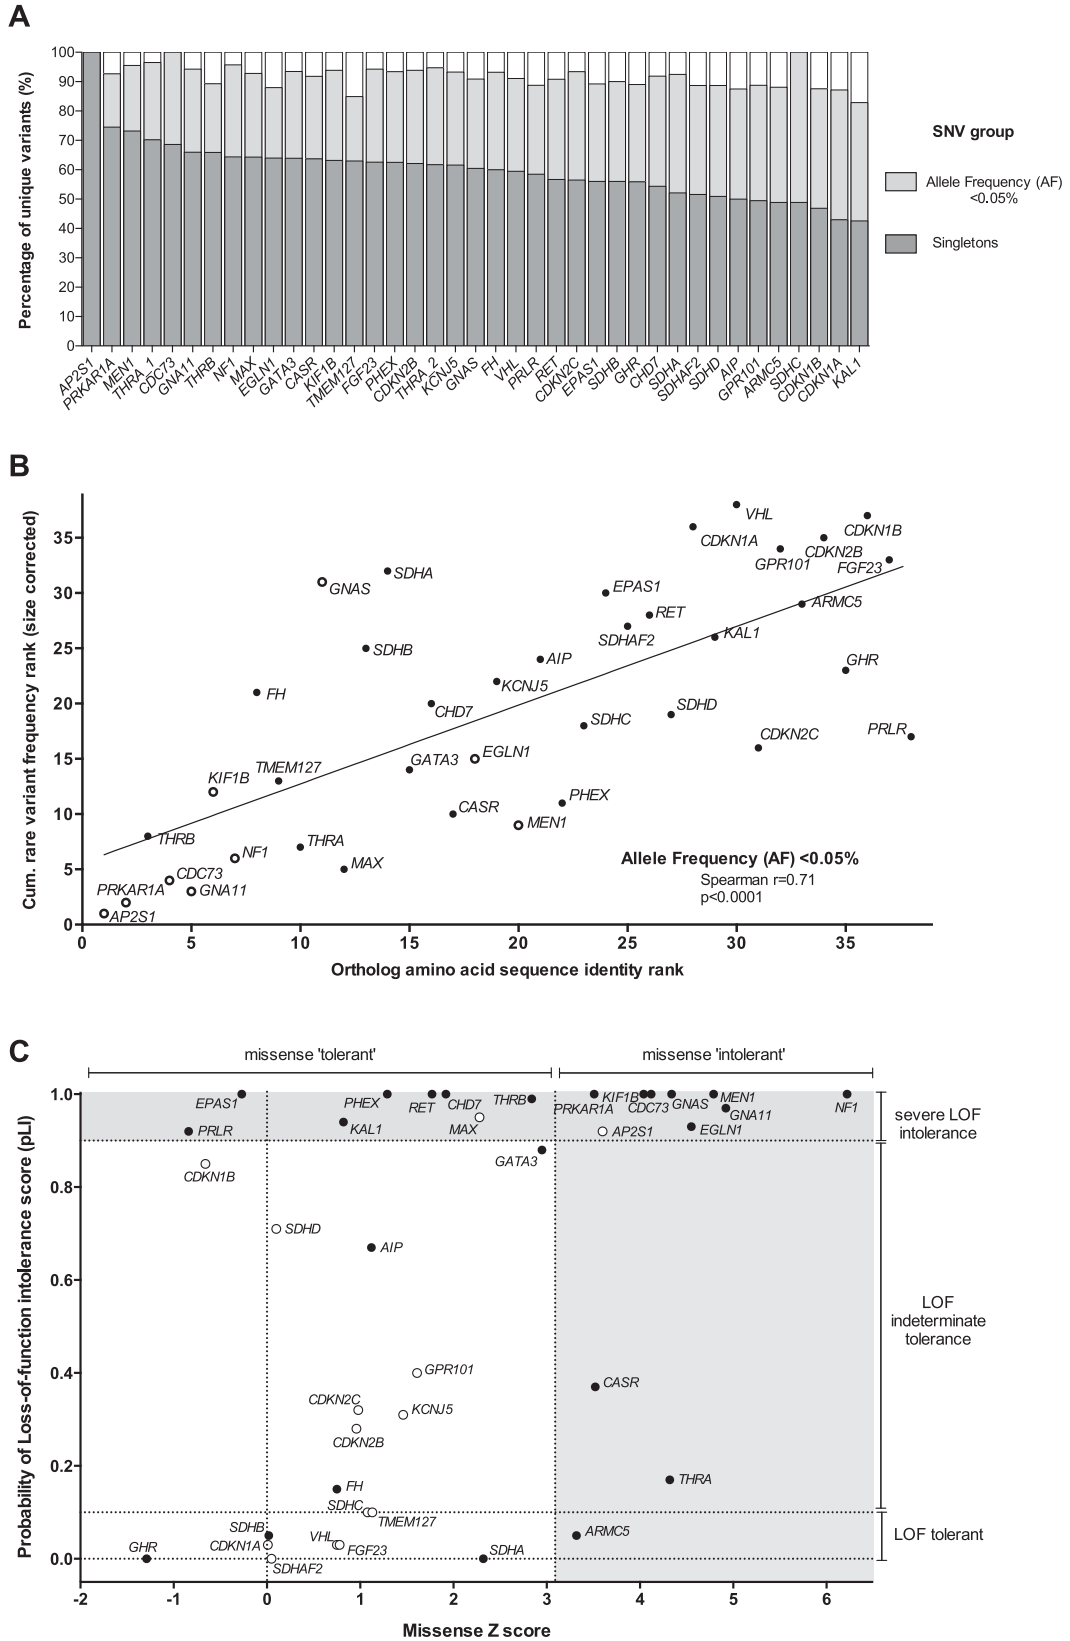 A
Percentage of unique variants (%)
100
90
80
70
60
50
40
30
20
10
0
AP2S1
PRKAR1A
MEN1
THRA_1
CDC73
GNA11
THRB
NF1
MAX
EGLN1
GATA3
CASR
KIF1B
TMEM127
FGF23
PHEX
CDKN2B
THRA_2
KCNJ5
GNAS
FH
VHL
PRLR
RET
CDKN2C
EPAS1
SDHB
GHR
CHD7
SDHA
SDHAF2
SDHD
AIP
GPR101
ARMC5
SDHC
CDKN1B
CDKN1A
KAL1
SNV group
Allele Frequency (AF)
<0.05%
Singletons
B
Cum. rare variant frequency rank (size corrected)
35
30
25
20
15
10
5
0
VHL
CDKN1B
CDKN1A
CDKN2B
GPR101
FGF23
SDHA
GNAS
EPAS1
ARMC5
RET
SDHAF2
KAL1
SDHB
AIP
GHR
KCNJ5
FH
CHD7
SDHD
SDHC
CDKN2C
PRLR
EGLN1
GATA3
TMEM127
KIF1B
PHEX
CASR
MEN1
THRB
THRA
NF1
MAX
CDC73
PRKAR1A
GNA11
AP2S1
Allele Frequency (AF) <0.05%
Spearman r=0.71
p<0.0001
0
5
10
15
20
25
30
35
Ortholog amino acid sequence identity rank
C
missense 'tolerant'
missense 'intolerant'
Probability of Loss-of-function intolerance score (pLI)
1.0
0.8
0.6
0.4
0.2
0.0
EPAS1
PHEX
RET
CHD7
THRB
PRKAR1A
KIF1B
CDC73
GNAS
MEN1
GNA11
NF1
PRLR
KAL1
MAX
AP2S1
EGLN1
GATA3
CDKN1B
SDHD
AIP
GPR101
CDKN2C
KCNJ5
CDKN2B
CASR
FH
SDHC
TMEM127
THRA
SDHB
CDKN1A
VHL
FGF23
ARMC5
GHR
SDHAF2
SDHA
severe LOF
intolerance
LOF
indeterminate
tolerance
LOF tolerant
-2
-1
0
1
2
3
4
5
6
Missense Z score